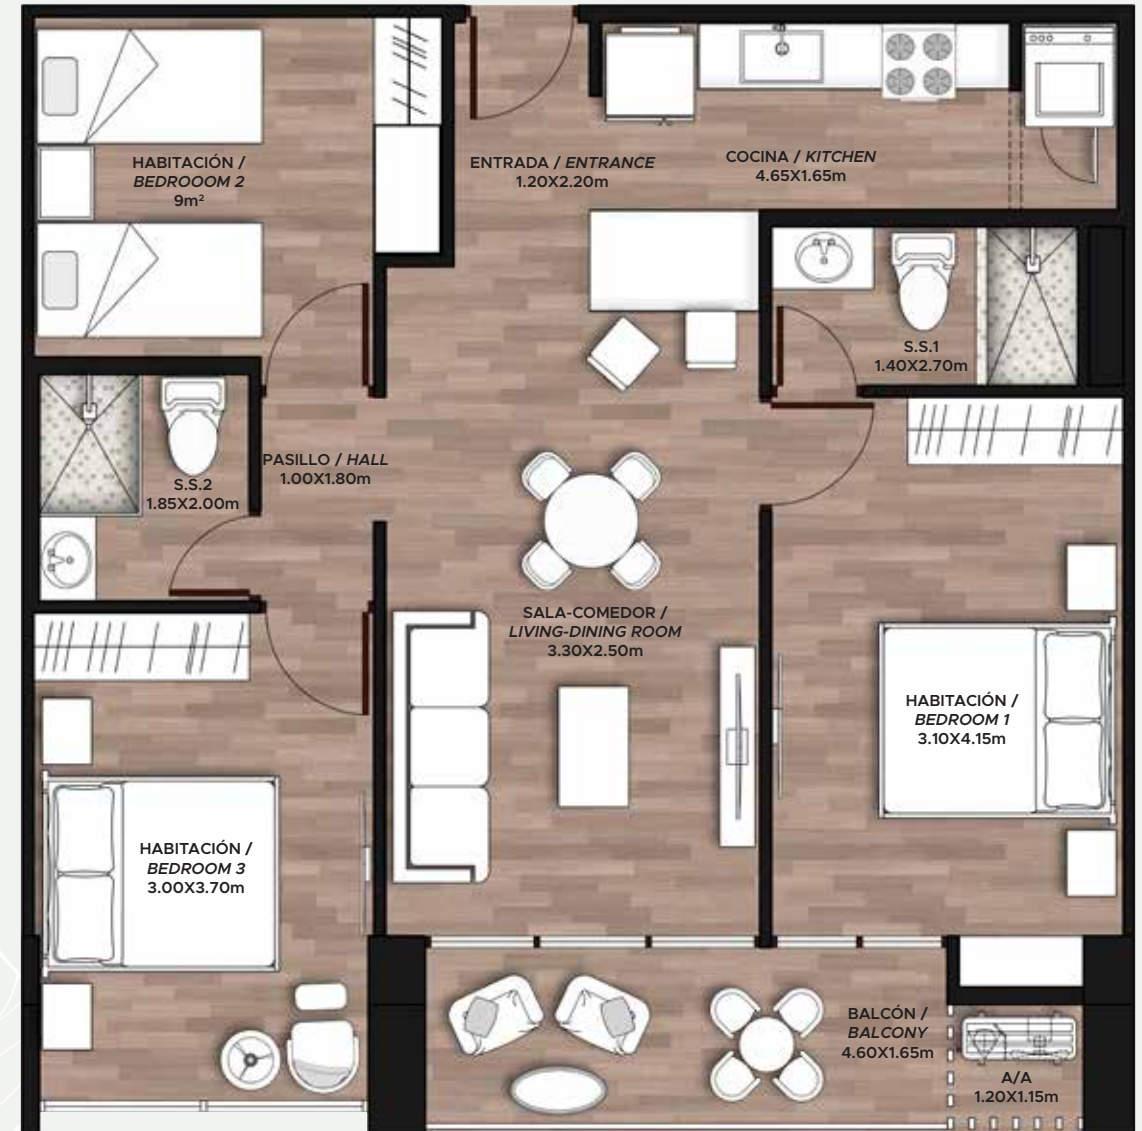 HABITACIÓN /
BEDROOOM 2
9m²
ENTRADA / ENTRANCE
1.20X2.20m
COCINA / KITCHEN
4.65X1.65m
S.S.1
1.40X2.70m
PASILLO / HALL
1.00X1.80m
S.S.2
1.85X2.00m
SALA-COMEDOR /
LIVING-DINING ROOM
3.30X2.50m
HABITACIÓN /
BEDROOM 1
3.10X4.15m
HABITACIÓN /
BEDROOM 3
3.00X3.70m
BALCÓN /
BALCONY
4.60X1.65m
A/A
1.20X1.15m